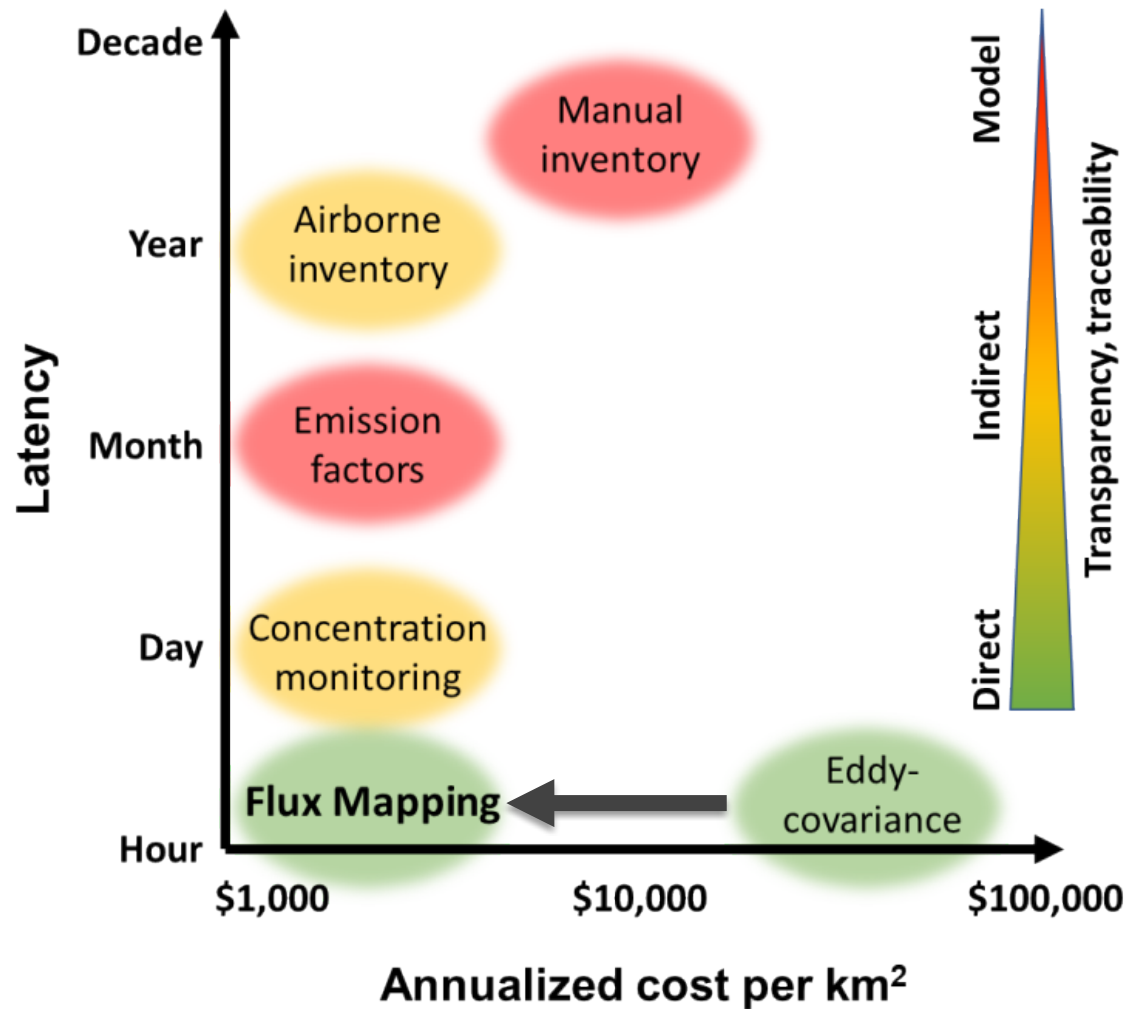 Decade
Manual
inventory
Airborne
inventory
Year
Emission
factors
Month
Latency
Concentration
monitoring
Day
Flux Mapping
Eddy-
covariance
Hour
$1,000
$10,000
$100,000
Annualized cost per km²
Model
Indirect
Direct
Transparency, traceability